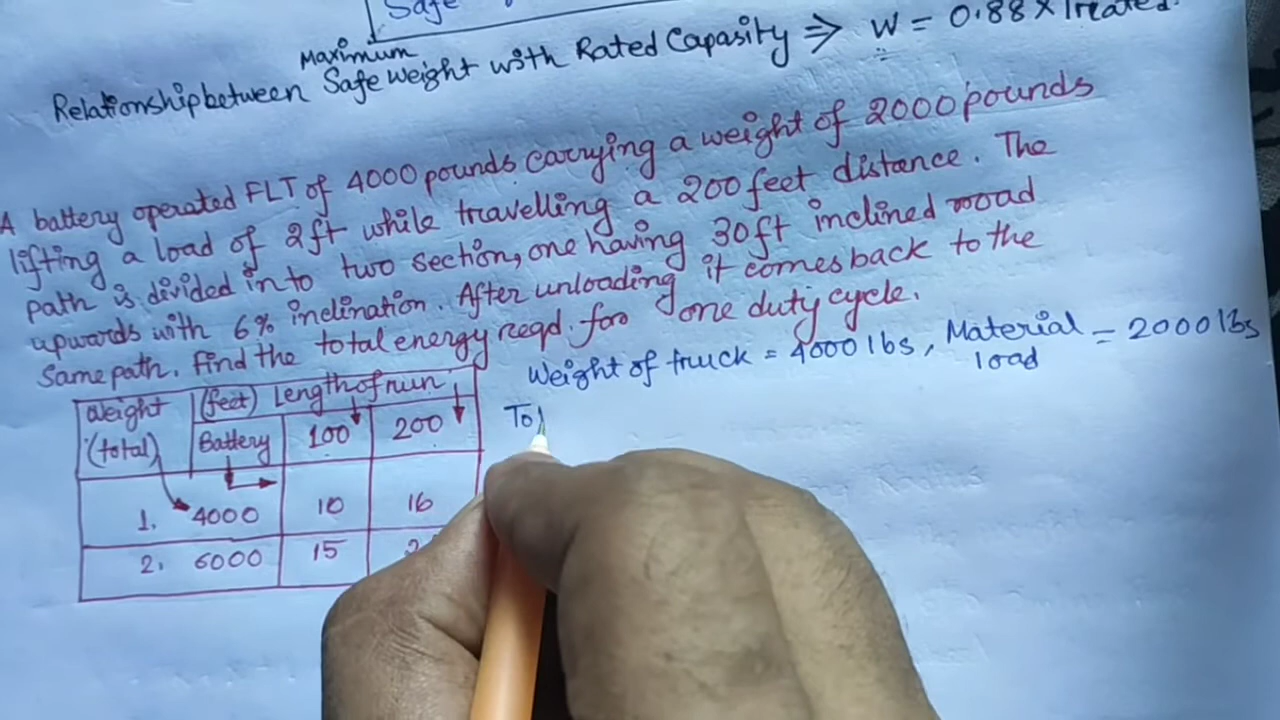 Safe
Maximum
Relationship between Safe Weight with Rated Capasity ⇒ W = 0.88 ×
A battery operated FLT of 4000 pounds carrying a weight of 2000 pounds
lifting a load of 2ft while travelling a 200 feet distance. The
path is divided in to two section, one having 30ft inclined road
upwards with 6% inclination. After unloading it comes back to the
Same path. Find the total energy reqd. for one duty cycle.
Weight of truck = 4000 lbs, Material load = 2000 lbs
Weight (total) (feet) Length of run
Battery 100 200
1. 4000 10 16
2. 6000 15
To